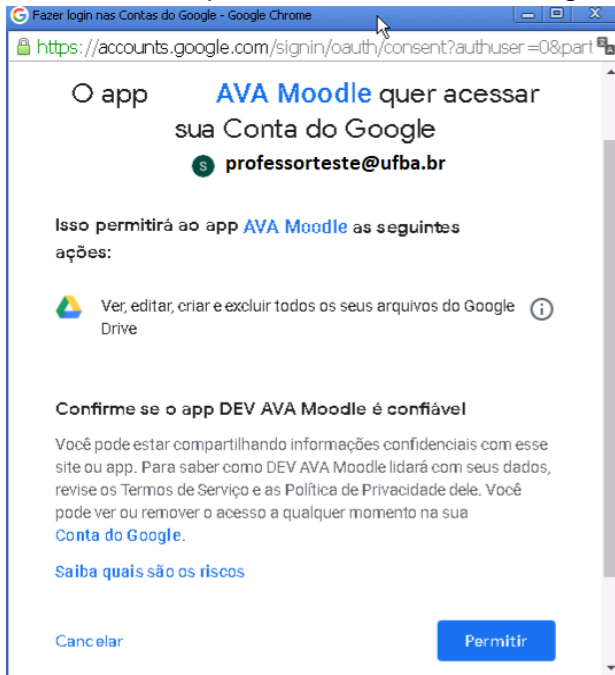 Fazer login nas Contas do Google - Google Chrome
https://accounts.google.com/signin/oauth/consent?authuser=0&part
O app AVA Moodle quer acessar
sua Conta do Google
S professorteste@ufba.br
Isso permitirá ao app AVA Moodle as seguintes
ações:
Ver, editar, criar e excluir todos os seus arquivos do Google
Drive
Confirme se o app DEV AVA Moodle é confiável
Você pode estar compartilhando informações confidenciais com esse
site ou app. Para saber como DEV AVA Moodle lidará com seus dados,
revise os Termos de Serviço e as Política de Privacidade dele. Você
pode ver ou remover o acesso a qualquer momento na sua
Conta do Google.
Saiba quais são os riscos
Cancelar
Permitir